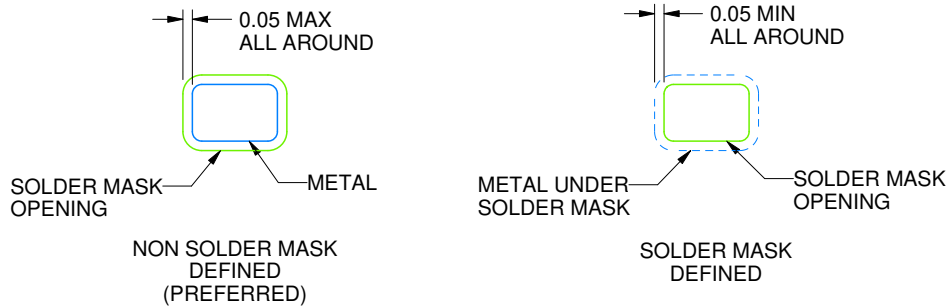 0.05 MAX
ALL AROUND
SOLDER MASK
OPENING
METAL
NON SOLDER MASK
DEFINED
(PREFERRED)
0.05 MIN
ALL AROUND
METAL UNDER
SOLDER MASK
SOLDER MASK
OPENING
SOLDER MASK
DEFINED